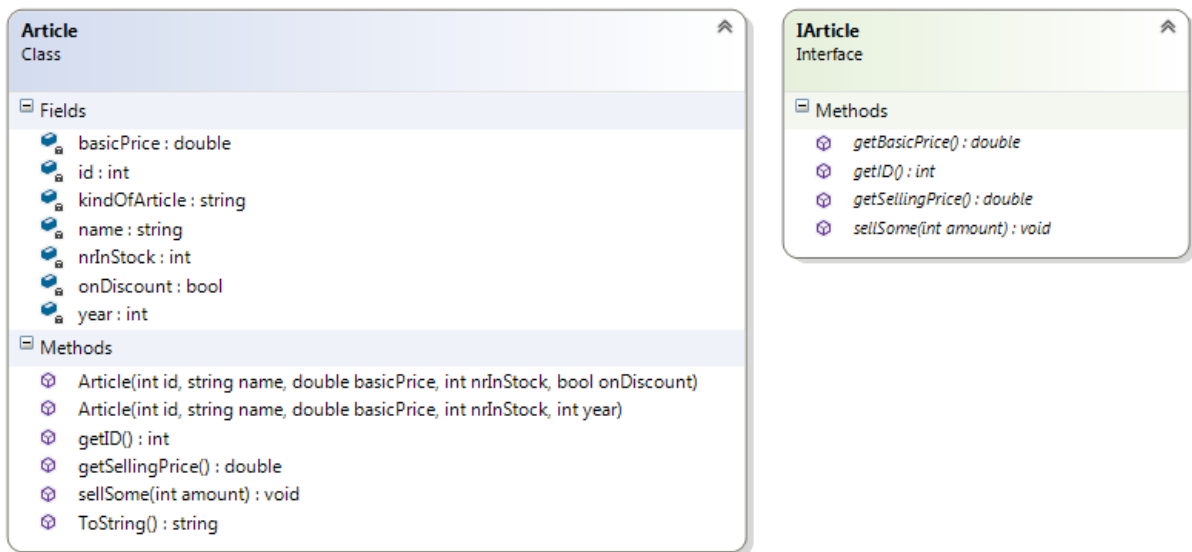 Article
Class
Fields
basicPrice : double
id : int
kindOfArticle : string
name : string
nrInStock : int
onDiscount : bool
year : int
Methods
Article(int id, string name, double basicPrice, int nrInStock, bool onDiscount)
Article(int id, string name, double basicPrice, int nrInStock, int year)
getID() : int
getSellingPrice() : double
sellSome(int amount) : void
ToString() : string
IArticle
Interface
Methods
getBasicPrice() : double
getID() : int
getSellingPrice() : double
sellSome(int amount) : void